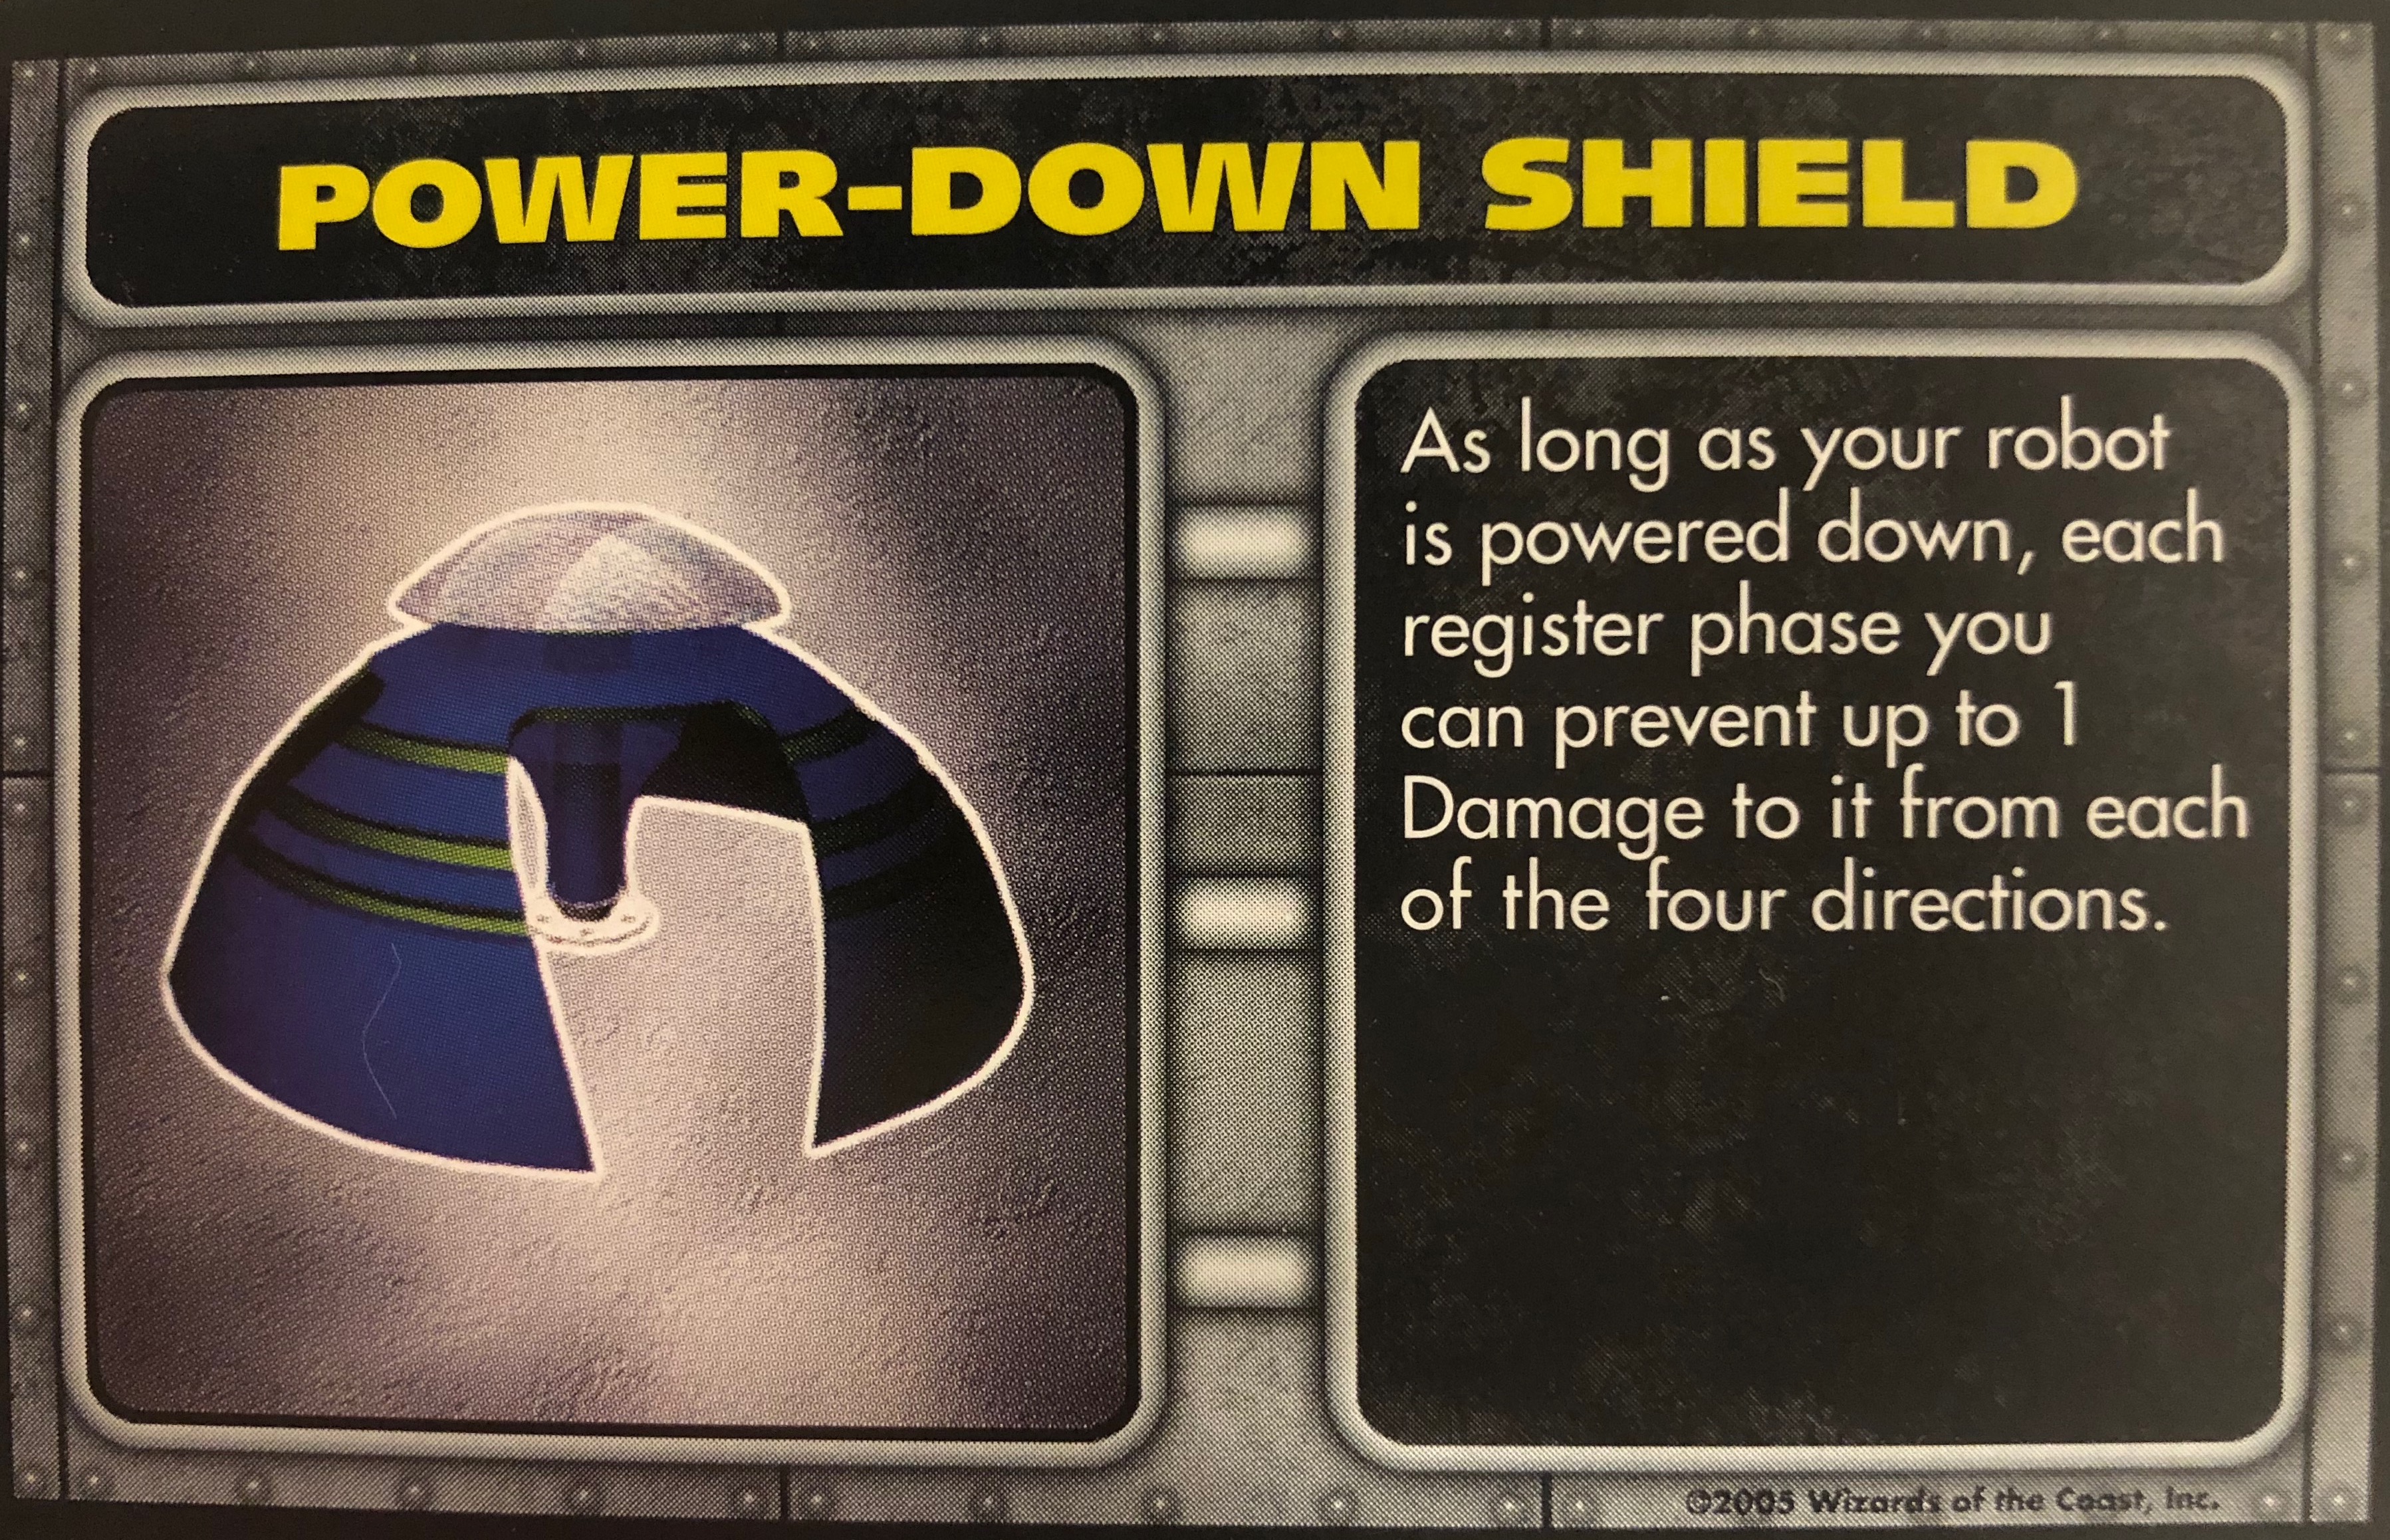 POWER-DOWN SHIELD
As long as your robot
is powered down, each
register phase you
can prevent up to 1
Damage to it from each
of the four directions.
©2005 Wizards of the Coast, Inc.